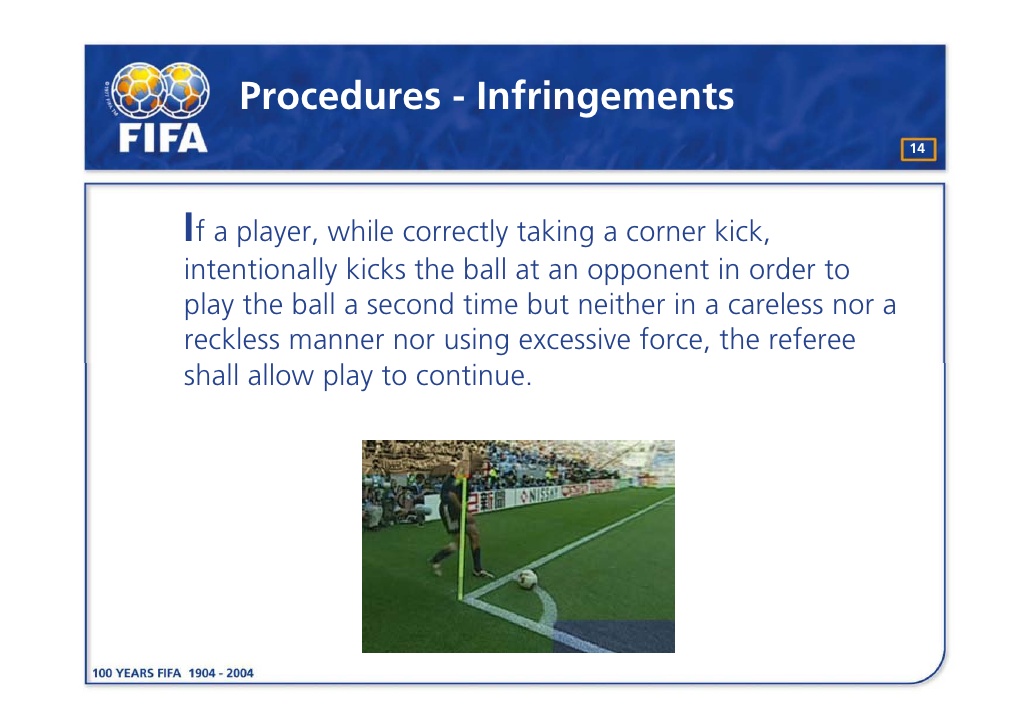 FIFA
Procedures - Infringements
14
If a player, while correctly taking a corner kick,
intentionally kicks the ball at an opponent in order to
play the ball a second time but neither in a careless nor a
reckless manner nor using excessive force, the referee
shall allow play to continue.
NISSAY
100 YEARS FIFA 1904 - 2004